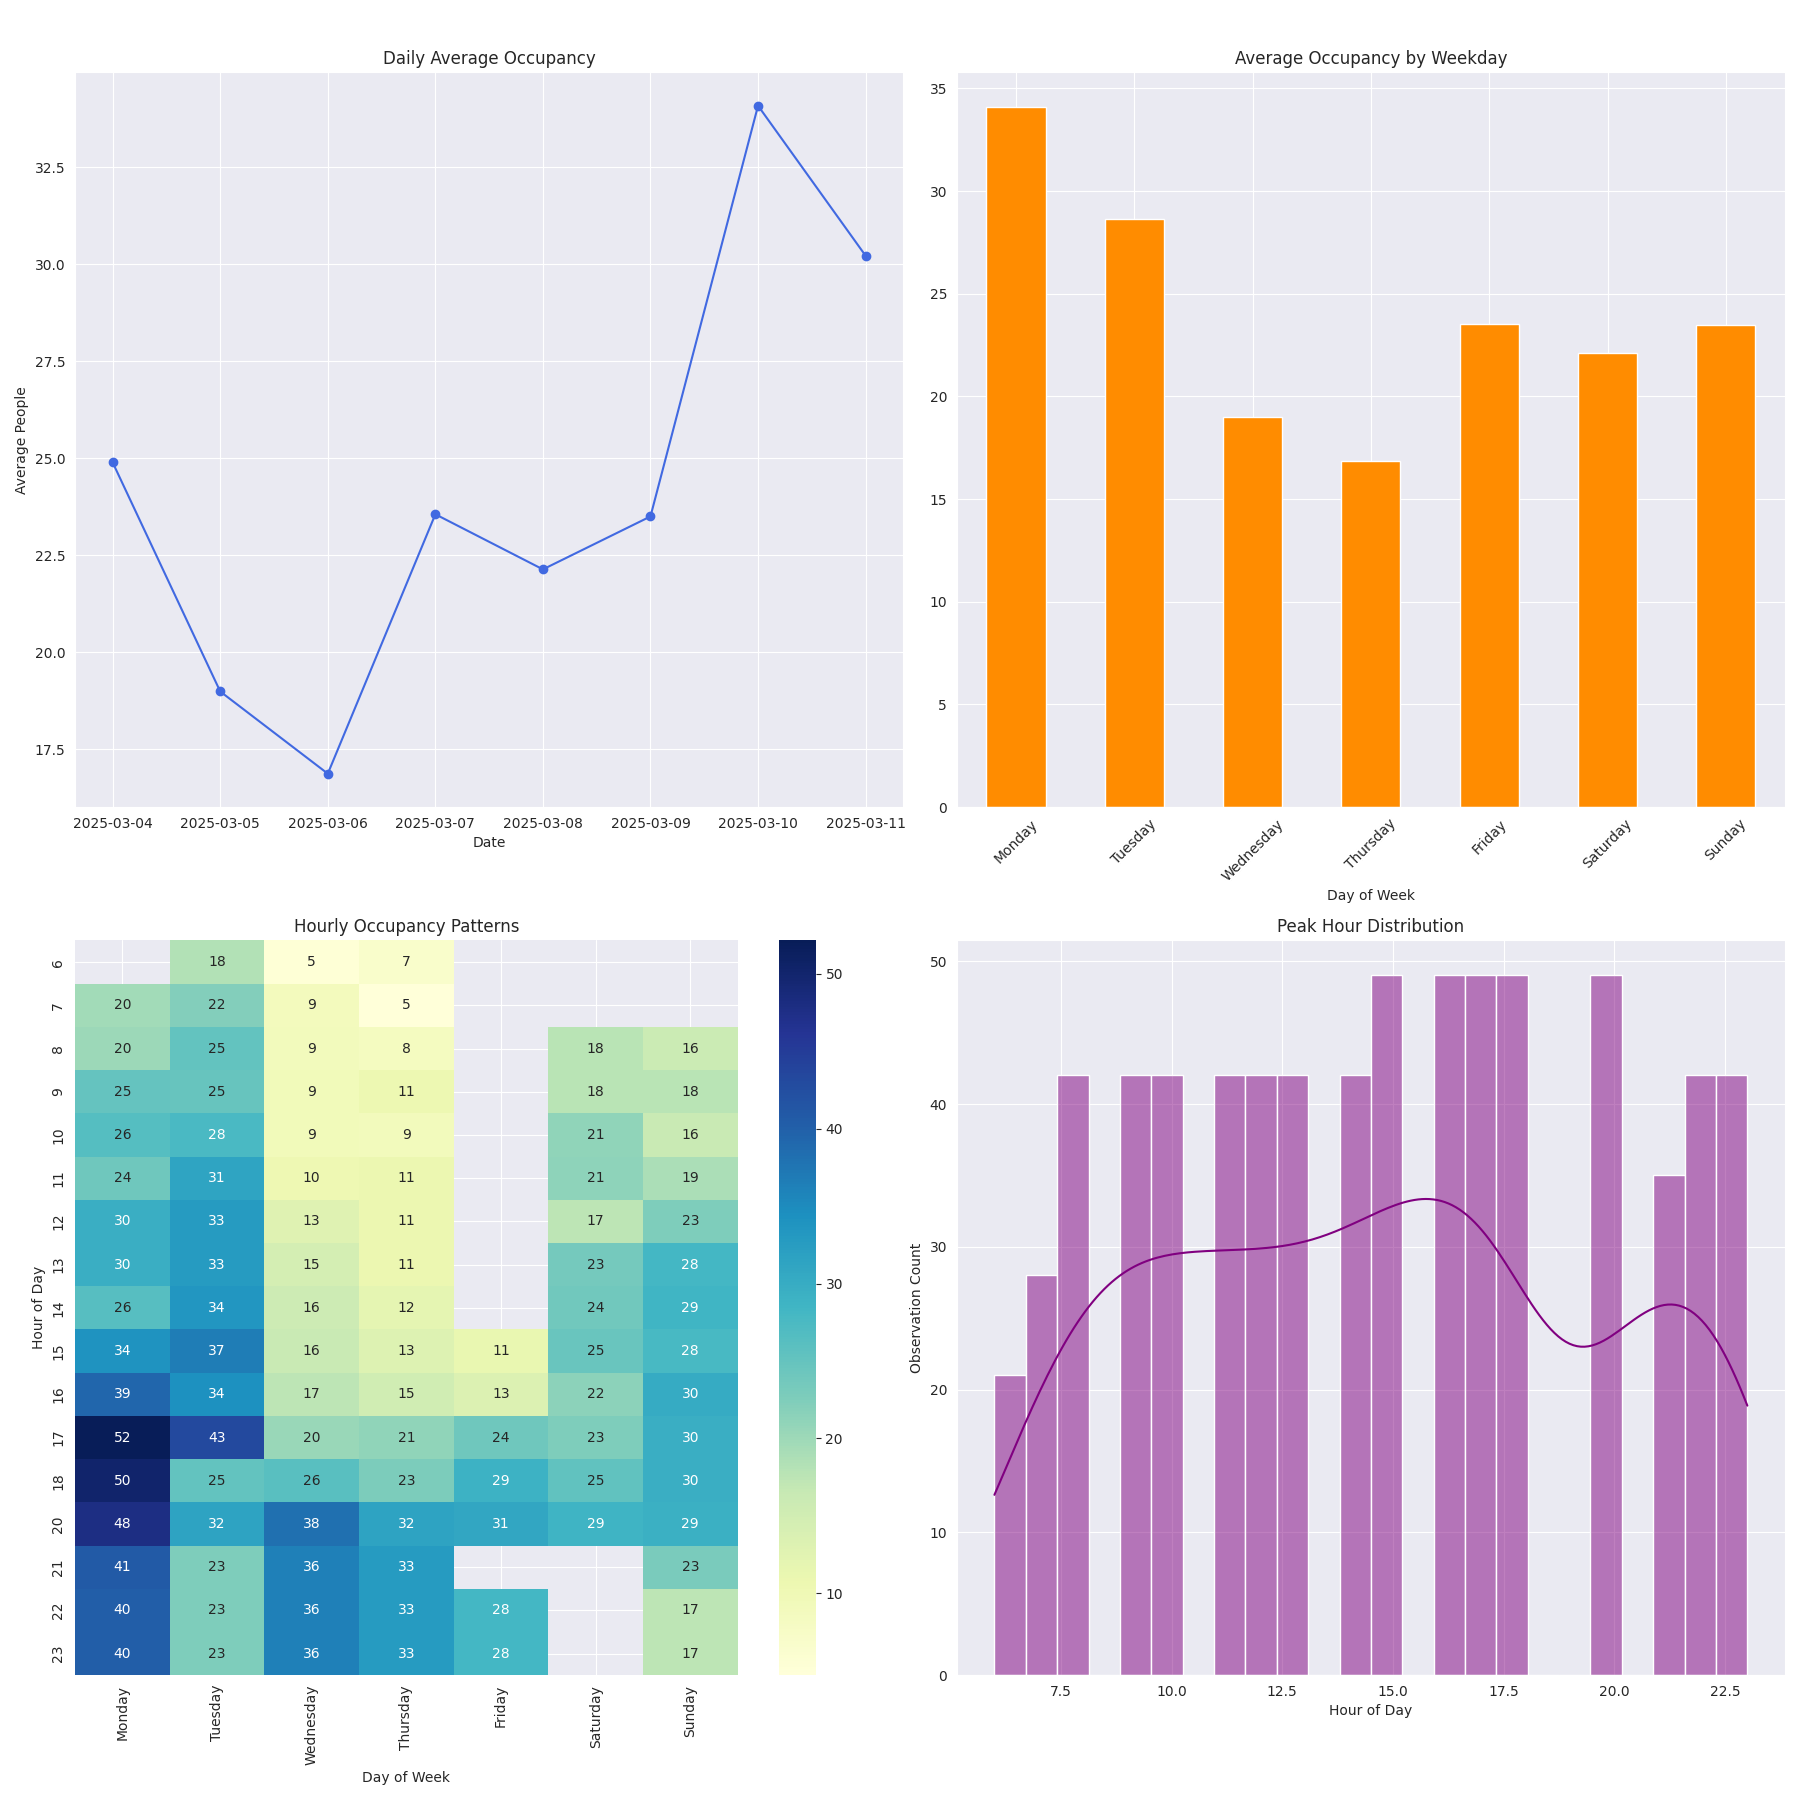 Daily Average Occupancy
Average People
32.5
30.0
27.5
25.0
22.5
20.0
17.5
2025-03-04 2025-03-05 2025-03-06 2025-03-07 2025-03-08 2025-03-09 2025-03-10 2025-03-11
Date
Average Occupancy by Weekday
35
30
25
20
15
10
5
0
Monday Tuesday Wednesday Thursday Friday Saturday Sunday
Day of Week
Hourly Occupancy Patterns
Hour of Day
6 18 5 7
7 20 22 9 5
8 20 25 9 8 18 16
9 25 25 9 11 18 18
10 26 28 9 9 21 16
11 24 31 10 11 21 19
12 30 33 13 11 17 23
13 30 33 15 11 23 28
14 26 34 16 12 24 29
15 34 37 16 13 11 25 28
16 39 34 17 15 13 22 30
17 52 43 20 21 24 23 30
18 50 25 26 23 29 25 30
20 48 32 38 32 31 29 29
21 41 23 36 33 23
22 40 23 36 33 28 17
23 40 23 36 33 28 17
Monday Tuesday Wednesday Thursday Friday Saturday Sunday
Day of Week
50
40
30
20
10
Peak Hour Distribution
Observation Count
50
40
30
20
10
0
7.5 10.0 12.5 15.0 17.5 20.0 22.5
Hour of Day